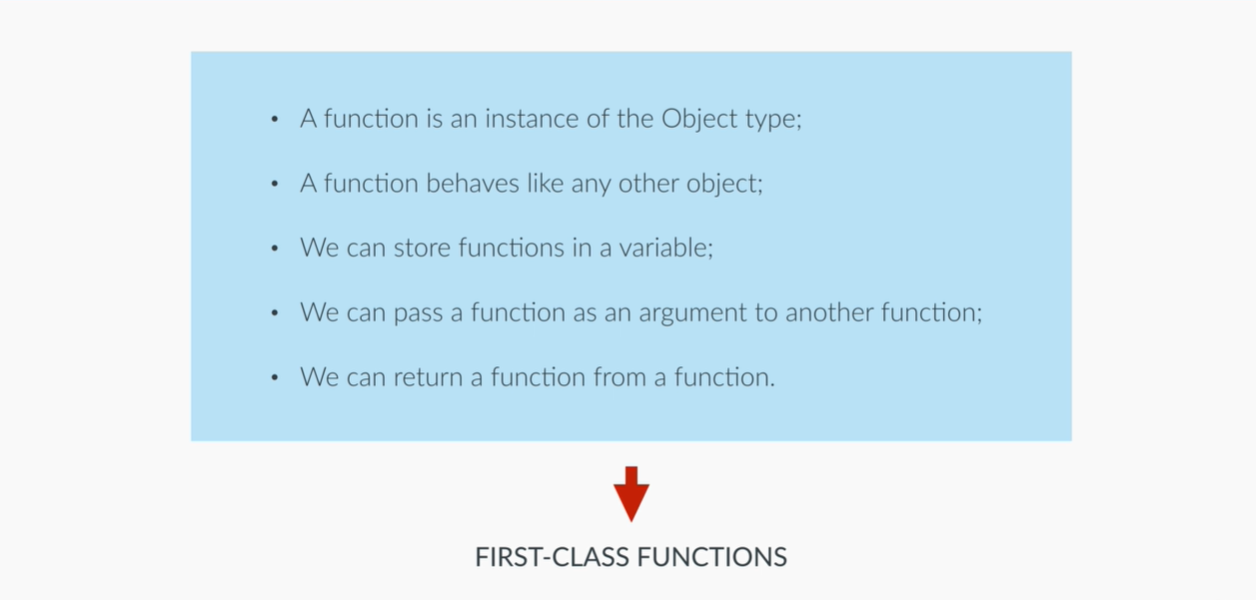 • A function is an instance of the Object type;
• A function behaves like any other object;
• We can store functions in a variable;
• We can pass a function as an argument to another function;
• We can return a function from a function.
FIRST-CLASS FUNCTIONS